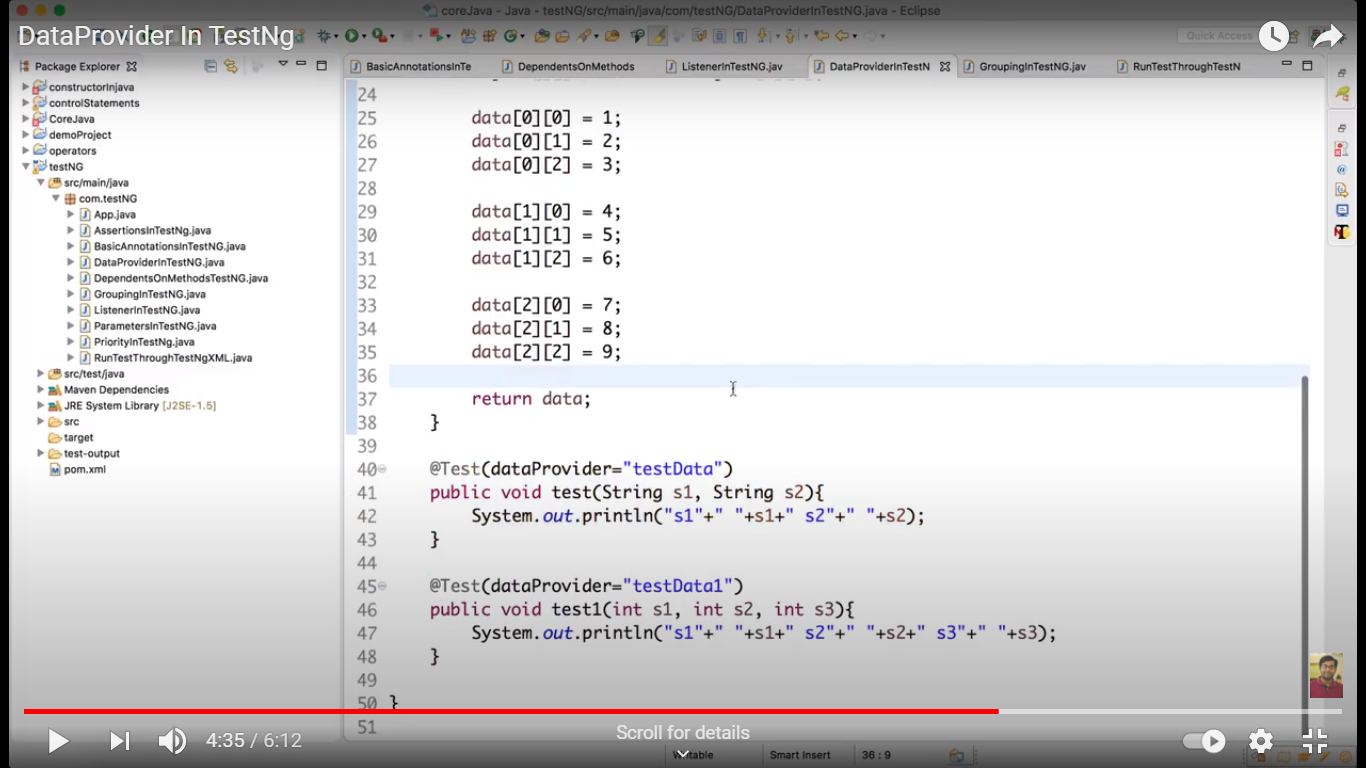 coreJava - Java - testNG/src/main/java/com/testNG/DataProviderInTestNG.java - Eclipse
DataProvider In TestNg
Quick Access
Package Explorer
BasicAnnotationsInTe
DependentsOnMethods
ListenerInTestNG.jav
DataProviderInTestN
GroupingInTestNG.jav
RunTestThroughTestN
constructorInjava
controlStatements
CoreJava
demoProject
operators
testNG
src/main/java
com.testNG
App.java
AssertionsInTestNg.java
BasicAnnotationsInTestNG.java
DataProviderInTestNG.java
DependentsOnMethodsTestNG.java
GroupingInTestNG.java
ListenerInTestNG.java
ParametersInTestNG.java
PriorityInTestNg.java
RunTestThroughTestNgXML.java
src/test/java
Maven Dependencies
JRE System Library [J2SE-1.5]
src
target
test-output
pom.xml
24
25 data[0][0] = 1;
26 data[0][1] = 2;
27 data[0][2] = 3;
28
29 data[1][0] = 4;
30 data[1][1] = 5;
31 data[1][2] = 6;
32
33 data[2][0] = 7;
34 data[2][1] = 8;
35 data[2][2] = 9;
36
37 return data;
38 }
39
40 @Test(dataProvider="testData")
41 public void test(String s1, String s2){
42 System.out.println("s1"+" "+s1+" s2"+" "+s2);
43 }
44
45 @Test(dataProvider="testData1")
46 public void test1(int s1, int s2, int s3){
47 System.out.println("s1"+" "+s1+" s2"+" "+s2+" s3"+" "+s3);
48 }
49
50 }
51
4:35 / 6:12
Scroll for details
Writable
Smart Insert
36 : 9